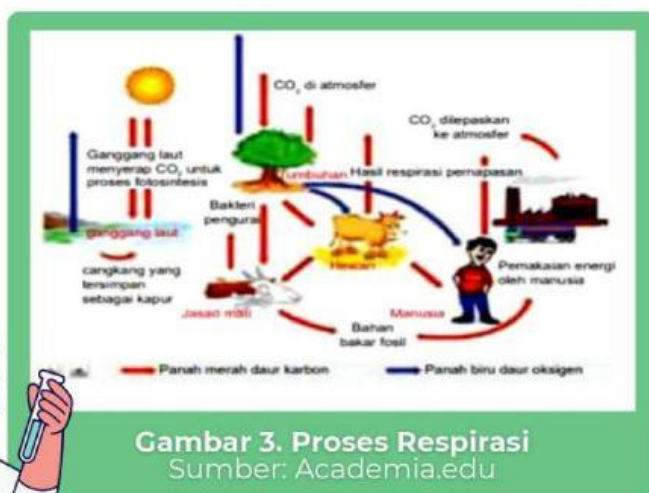 CO₂ di atmosfer
CO₂ dilepaskan
ke atmosfer
Ganggang laut
menyerap CO₂ untuk
proses fotosintesis
Tumbuhan
Hasil respirasi pernapasan
Bakteri
pengurai
ganggang laut
cangkang yang
tersimpan
sebagai kapur
Hewan
Pemakaian energi
oleh manusia
Jasad mati
Manusia
Bahan
bakar fosil
Panah merah daur karbon
Panah biru daur oksigen
Gambar 3. Proses Respirasi
Sumber: Academia.edu